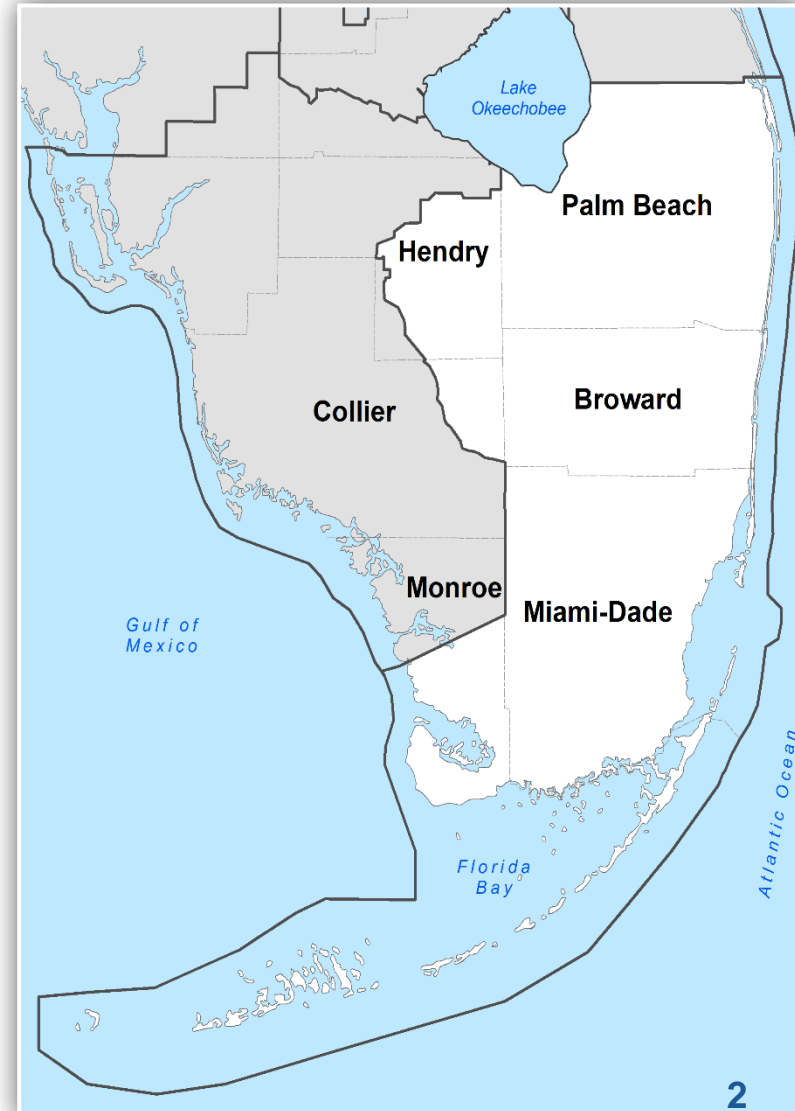 Lake
Okeechobee
Palm Beach
Hendry
Collier
Broward
Monroe
Miami-Dade
Gulf of
Mexico
Atlantic Ocean
Florida
Bay
2